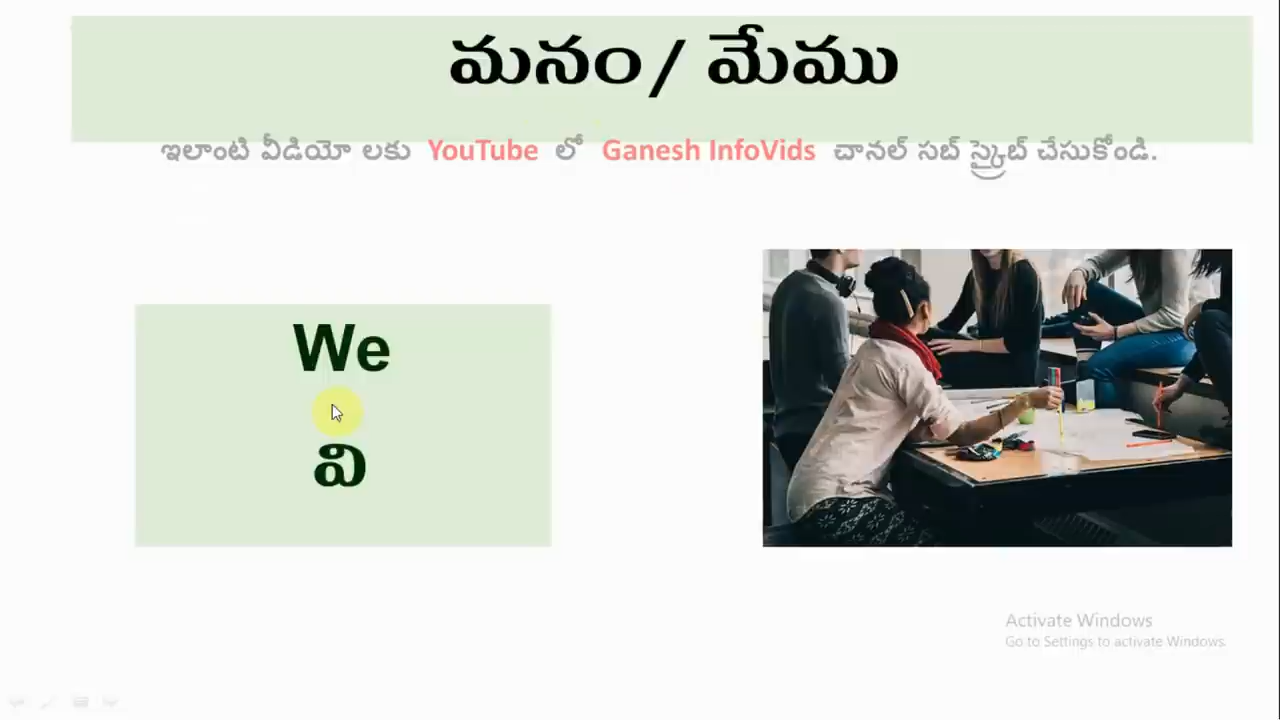 మనం/ మేము
ఇలాంటి వీడియో లకు YouTube లో Ganesh InfoVids చానల్ సబ్ స్క్రైబ్ చేసుకోండి.
We
వి
Activate Windows
Go to Settings to activate Windows.